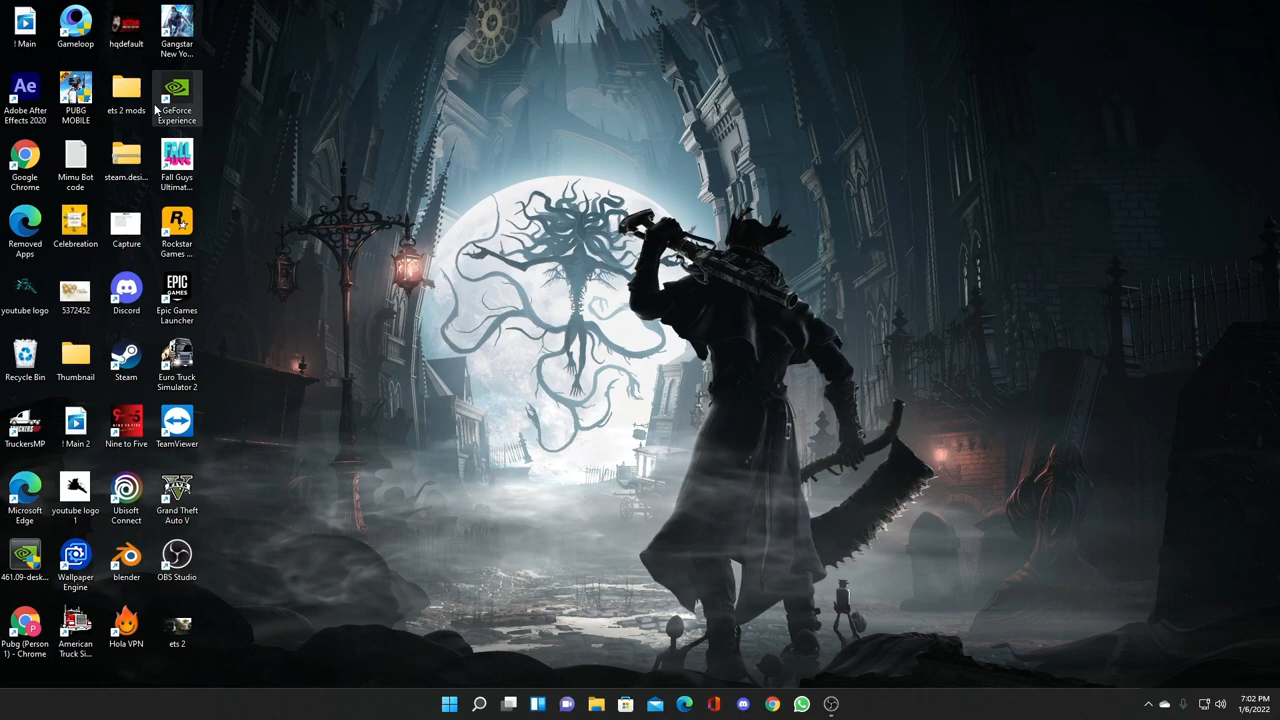 ! Main
Gameloop
hqdefault
Gangstar
New Yo...
Adobe After
Effects 2020
PUBG
MOBILE
ets 2 mods
GeForce
Experience
Google
Chrome
Mimu Bot
code
steam.desi...
Fall Guys
Ultimat...
Removed
Apps
Celebreation
Capture
Rockstar
Games ...
youtube logo
5372452
Discord
Epic Games
Launcher
Recycle Bin
Thumbnail
Steam
Euro Truck
Simulator 2
TruckersMP
! Main 2
Nine to Five
TeamViewer
Microsoft
Edge
youtube logo
1
Ubisoft
Connect
Grand Theft
Auto V
461.09-desk...
Wallpaper
Engine
blender
OBS Studio
Pubg (Person
1) - Chrome
American
Truck Si...
Hola VPN
ets 2
7:02 PM
1/6/2022